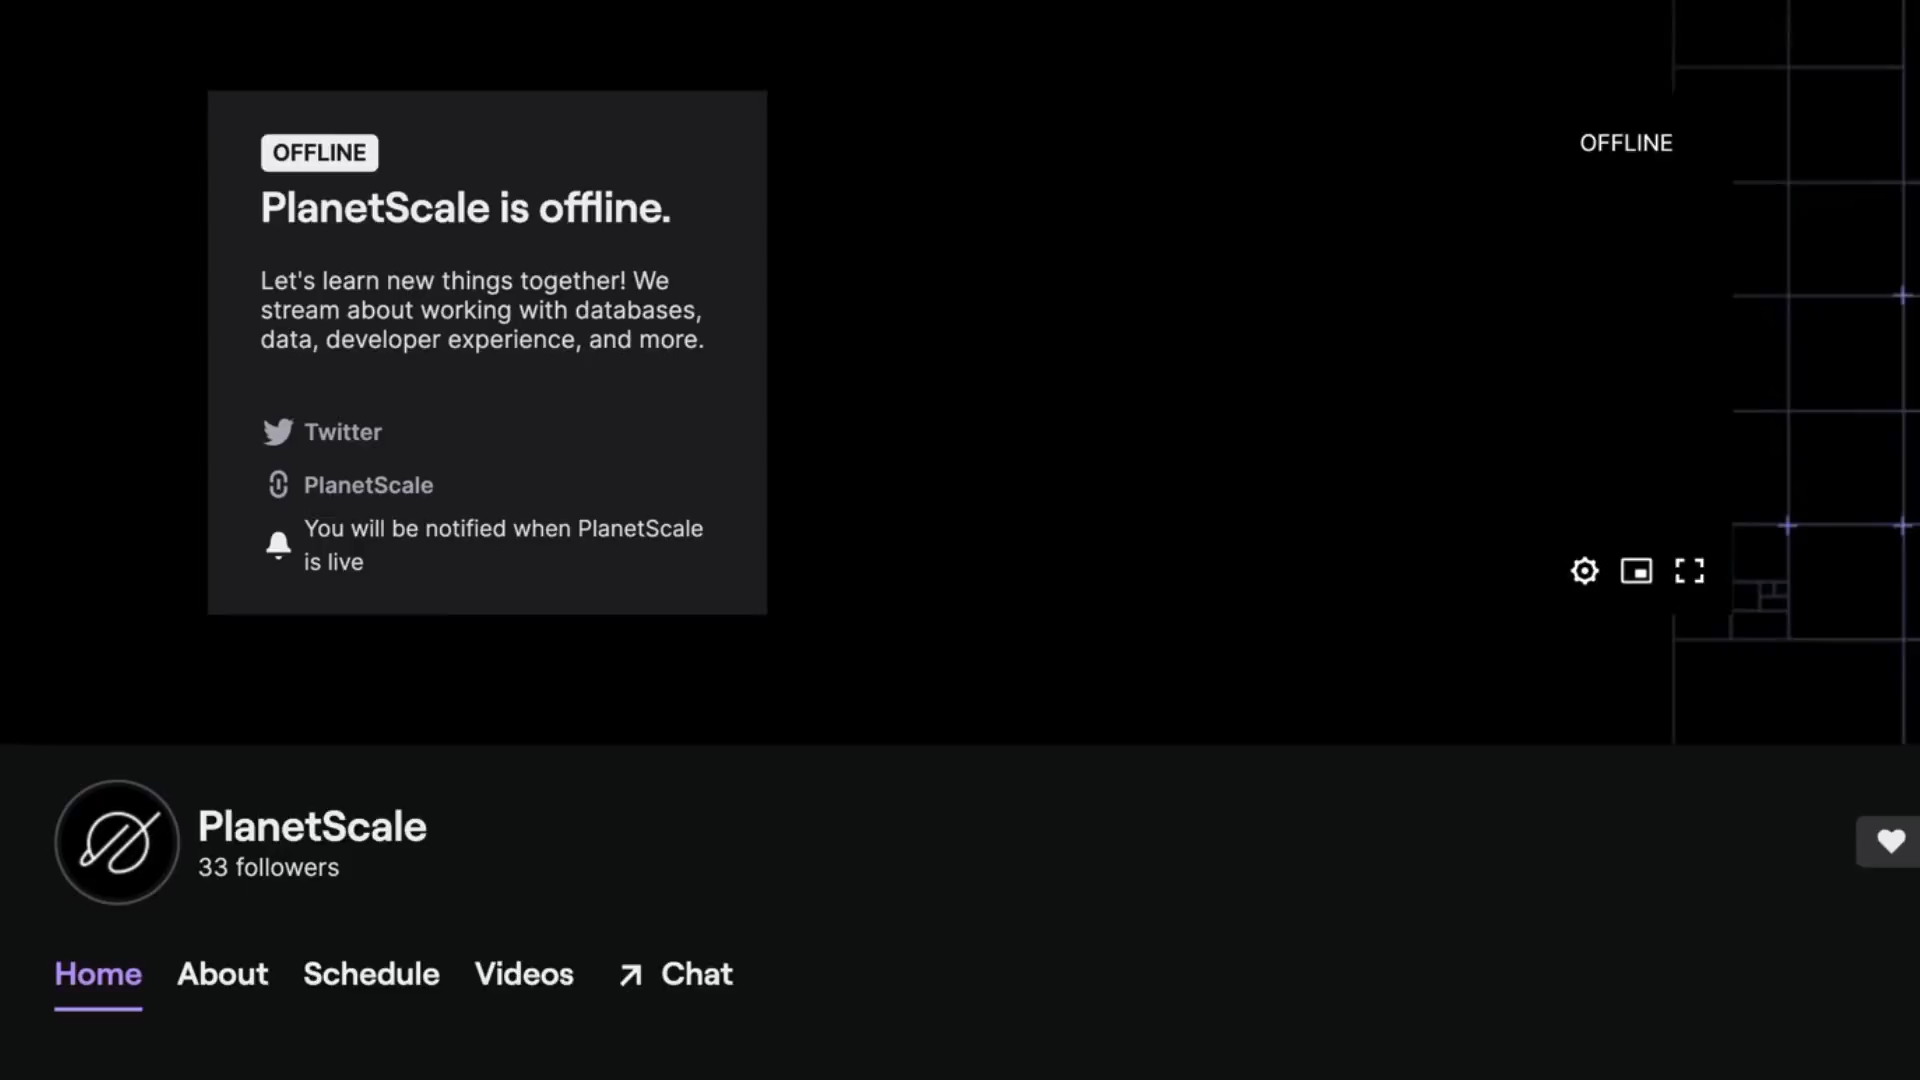 OFFLINE
PlanetScale is offline.
Let's learn new things together! We
stream about working with databases,
data, developer experience, and more.
Twitter
PlanetScale
You will be notified when PlanetScale
is live
OFFLINE
PlanetScale
33 followers
Home About Schedule Videos Chat